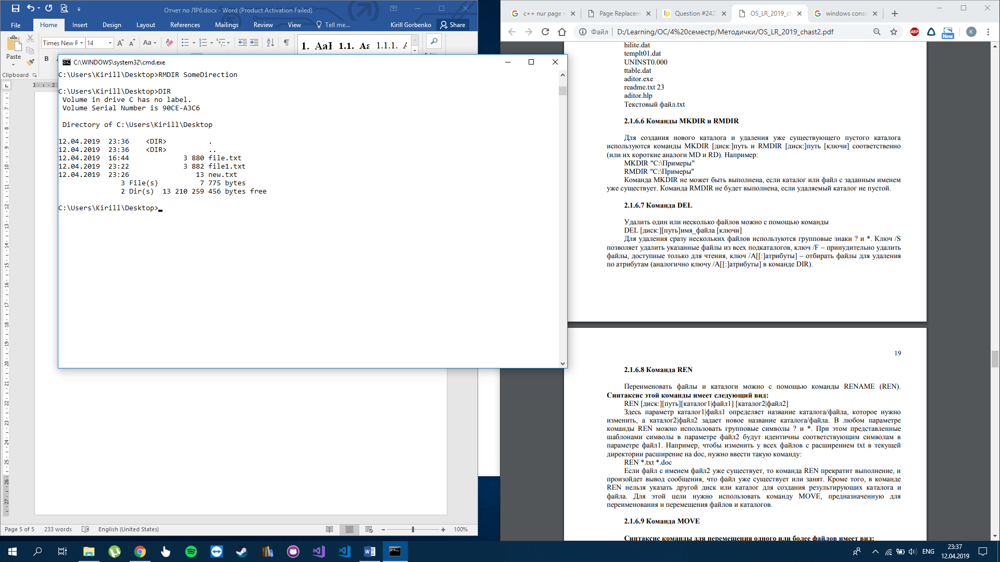 Отчет по ЛР6.docx - Word (Product Activation Failed)
File
Home
Insert
Design
Layout
References
Mailings
Review
View
Tell me...
Kirill Gorbenko
Share
Paste
Times New R
14
Aa
1. AaI
1.1. Aa
1.1.1. A
B
Clipboard
C:\WINDOWS\system32\cmd.exe
C:\Users\Kirill\Desktop>RMDIR SomeDirection
C:\Users\Kirill\Desktop>DIR
Volume in drive C has no label.
Volume Serial Number is 90CE-A3C6
Directory of C:\Users\Kirill\Desktop
12.04.2019 23:36 <DIR> .
12.04.2019 23:36 <DIR> ..
12.04.2019 16:44 3 880 file.txt
12.04.2019 23:22 3 882 file1.txt
12.04.2019 23:26 13 new.txt
3 File(s) 7 775 bytes
2 Dir(s) 13 210 259 456 bytes free
C:\Users\Kirill\Desktop>
Page 5 of 5
233 words
English (United States)
100%
c++ nur page r
Page Replacem
Question #242
OS_LR_2019_ch
windows conso
Файл
D:/Learning/ОС/4%20семестр/Методички/OS_LR_2019_chast2.pdf
ABP
New
K
hilite.dat
templt01.dat
UNINST0.000
ttable.dat
aditor.exe
readme.txt 23
aditor.hlp
Текстовый файл.txt
2.1.6.6 Команды MKDIR и RMDIR
Для создания нового каталога и удаления уже существующего пустого каталога
используются команды MKDIR [диск:]путь и RMDIR [диск:]путь [ключи] соответственно
(или их короткие аналоги MD и RD). Например:
MKDIR "C:\Примеры"
RMDIR "C:\Примеры"
Команда MKDIR не может быть выполнена, если каталог или файл с заданным именем
уже существует. Команда RMDIR не будет выполнена, если удаляемый каталог не пустой.
2.1.6.7 Команда DEL
Удалить один или несколько файлов можно с помощью команды
DEL [диск:][путь]имя_файла [ключи]
Для удаления сразу нескольких файлов используются групповые знаки ? и *. Ключ /S
позволяет удалить указанные файлы из всех подкаталогов, ключ /F – принудительно удалить
файлы, доступные только для чтения, ключ /A[[:]атрибуты] – отбирать файлы для удаления
по атрибутам (аналогично ключу /A[[:]атрибуты] в команде DIR).
19
2.1.6.8 Команда REN
Переименовать файлы и каталоги можно с помощью команды RENAME (REN).
Синтаксис этой команды имеет следующий вид:
REN [диск:][путь][каталог1|файл1] [каталог2|файл2]
Здесь параметр каталог1|файл1 определяет название каталога/файла, которое нужно
изменить, а каталог2|файл2 задает новое название каталога/файла. В любом параметре
команды REN можно использовать групповые символы ? и *. При этом представленные
шаблонами символы в параметре файл2 будут идентичны соответствующим символам в
параметре файл1. Например, чтобы изменить у всех файлов с расширением txt в текущей
директории расширение на doc, нужно ввести такую команду:
REN *.txt *.doc
Если файл с именем файл2 уже существует, то команда REN прекратит выполнение, и
произойдет вывод сообщения, что файл уже существует или занят. Кроме того, в команде
REN нельзя указать другой диск или каталог для создания результирующих каталога и
файла. Для этой цели нужно использовать команду MOVE, предназначенную для
переименования и перемещения файлов и каталогов.
2.1.6.9 Команда MOVE
Синтаксис команды для перемещения одного или более файлов имеет вид:
ENG
23:37
12.04.2019